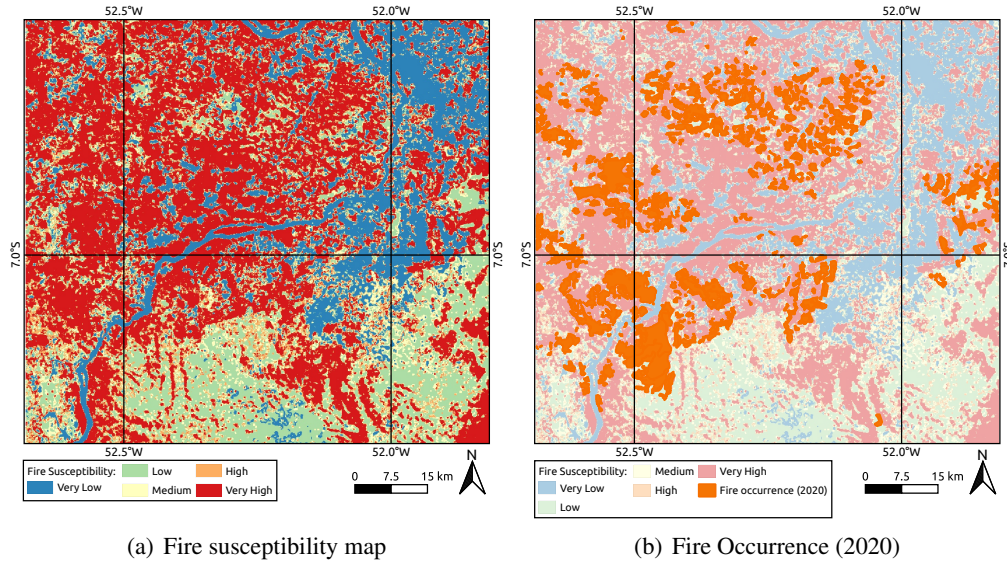 52.5°W 52.0°W
7.0°S 7.0°S
52.5°W 52.0°W
Fire Susceptibility: Low High
Very Low Medium Very High
0 7.5 15 km
N
(a) Fire susceptibility map
52.5°W 52.0°W
7.0°S 7.0°S
52.5°W 52.0°W
Fire Susceptibility: Medium Very High
Very Low High Fire occurrence (2020)
Low
0 7.5 15 km
N
(b) Fire Occurrence (2020)